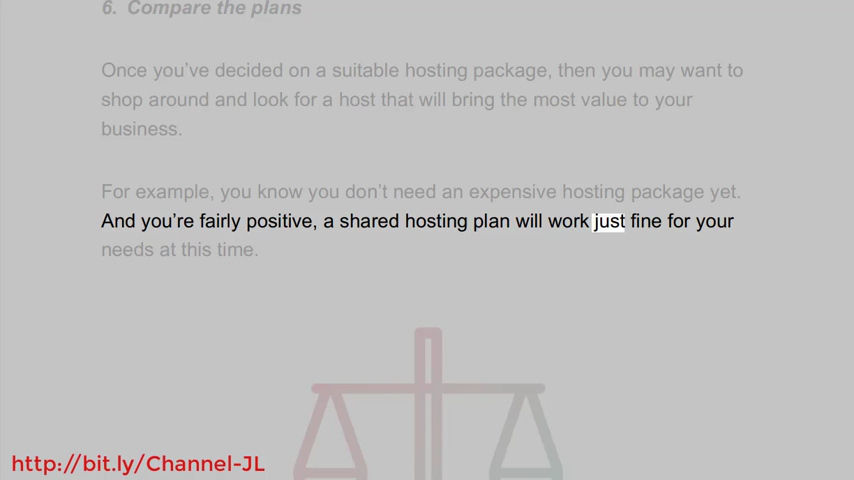 6. Compare the plans
Once you’ve decided on a suitable hosting package, then you may want to
shop around and look for a host that will bring the most value to your
business.
For example, you know you don’t need an expensive hosting package yet.
And you’re fairly positive, a shared hosting plan will work just fine for your
needs at this time.
http://bit.ly/Channel-JL